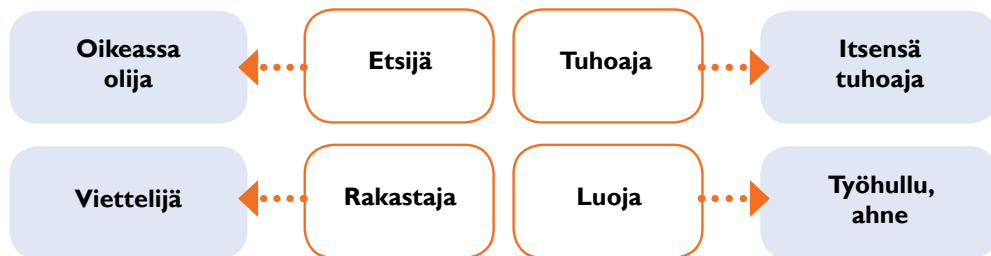 Oikeassa
olija
Etsijä
Tuhoaja
Itsensä
tuhoaja
Viettelijä
Rakastaja
Luoja
Työhullu,
ahne